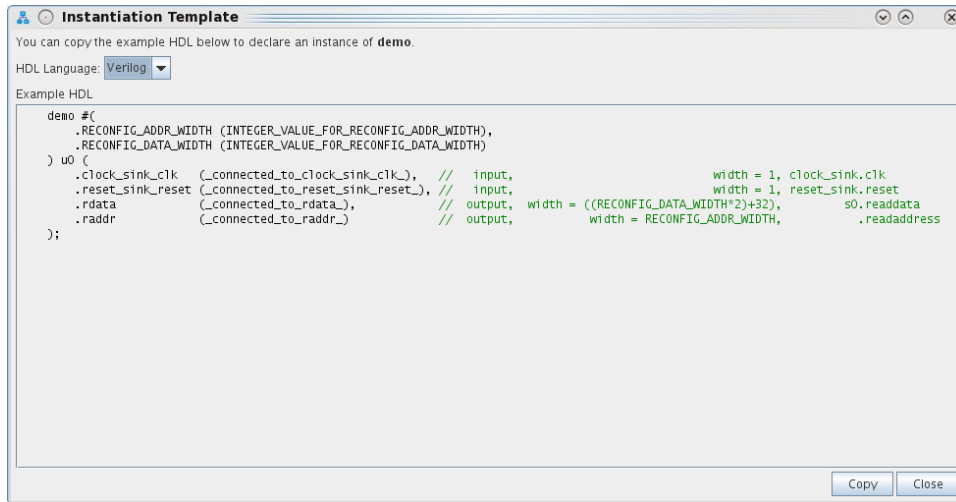 Instantiation Template
You can copy the example HDL below to declare an instance of demo.
HDL Language: Verilog
Example HDL
demo #(
.RECONFIG_ADDR_WIDTH (INTEGER_VALUE_FOR_RECONFIG_ADDR_WIDTH),
.RECONFIG_DATA_WIDTH (INTEGER_VALUE_FOR_RECONFIG_DATA_WIDTH)
) u0 (
.clock_sink_clk (_connected_to_clock_sink_clk_), // input, width = 1, clock_sink.clk
.reset_sink_reset (_connected_to_reset_sink_reset_), // input, width = 1, reset_sink.reset
.rdata (_connected_to_rdata_), // output, width = ((RECONFIG_DATA_WIDTH*2)+32), s0.readdata
.raddr (_connected_to_raddr_) // output, width = RECONFIG_ADDR_WIDTH, .readaddress
);
Copy Close